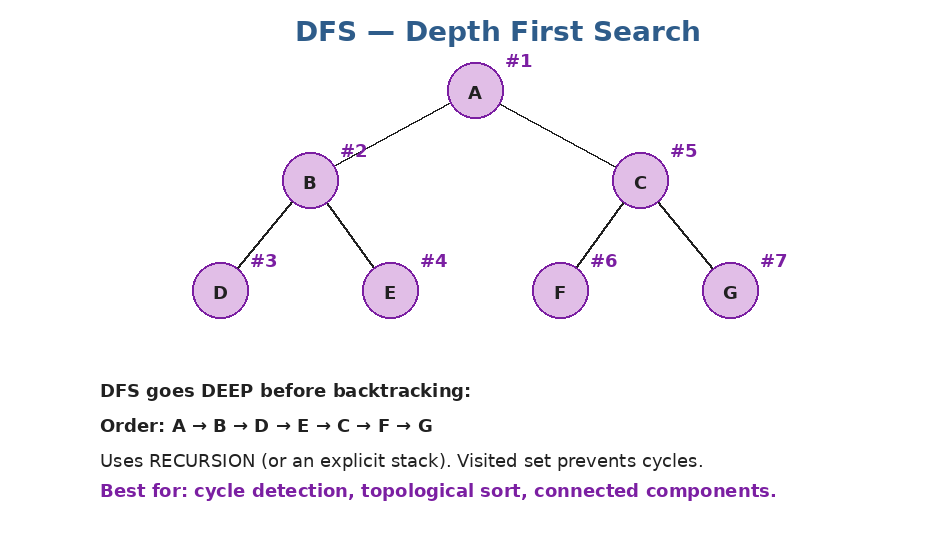 DFS — Depth First Search
#1
A
#2
#5
B
C
#3
#4
#6
#7
D
E
F
G
DFS goes DEEP before backtracking:
Order: A → B → D → E → C → F → G
Uses RECURSION (or an explicit stack). Visited set prevents cycles.
Best for: cycle detection, topological sort, connected components.